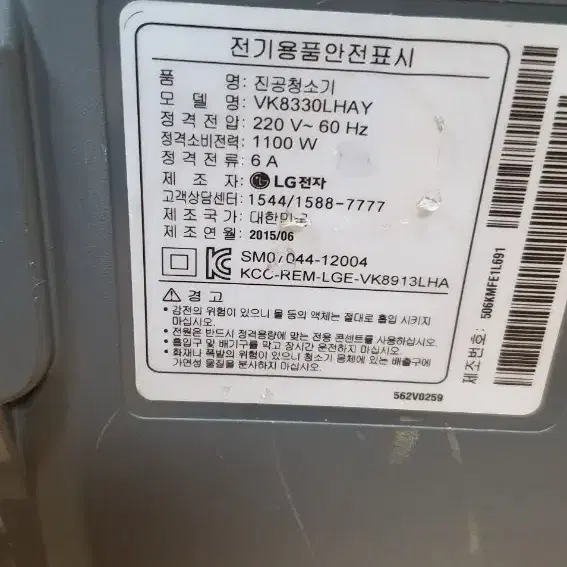 전기용품안전표시
품 명: 진공청소기
모 델 명: VK8330LHAY
정 격 전 압: 220 V~ 60 Hz
정격소비전력: 1100 W
정 격 전 류: 6 A
제 조 자: LG전자
고객상담센터: 1544/1588-7777
제 조 국 가: 대한민국
제 조 연 월: 2015/06
SM07044-12004
KCC-REM-LGE-VK8913LHA
⚠ 경 고
• 감전의 위험이 있으니 물 등의 액체는 절대로 흡입 시키지
마십시오.
• 전원은 반드시 정격용량에 맞는 전용 콘센트를 사용하십시오.
• 흡입구 및 배기구를 막고 장시간 운전하지 마십시오.
• 화재나 폭발의 위험이 있으니 청소기 몸체에 있는 배출구에
가연성 물질을 분사하지 마십시오.
562V0259
제조번호: 506KMFE1L691